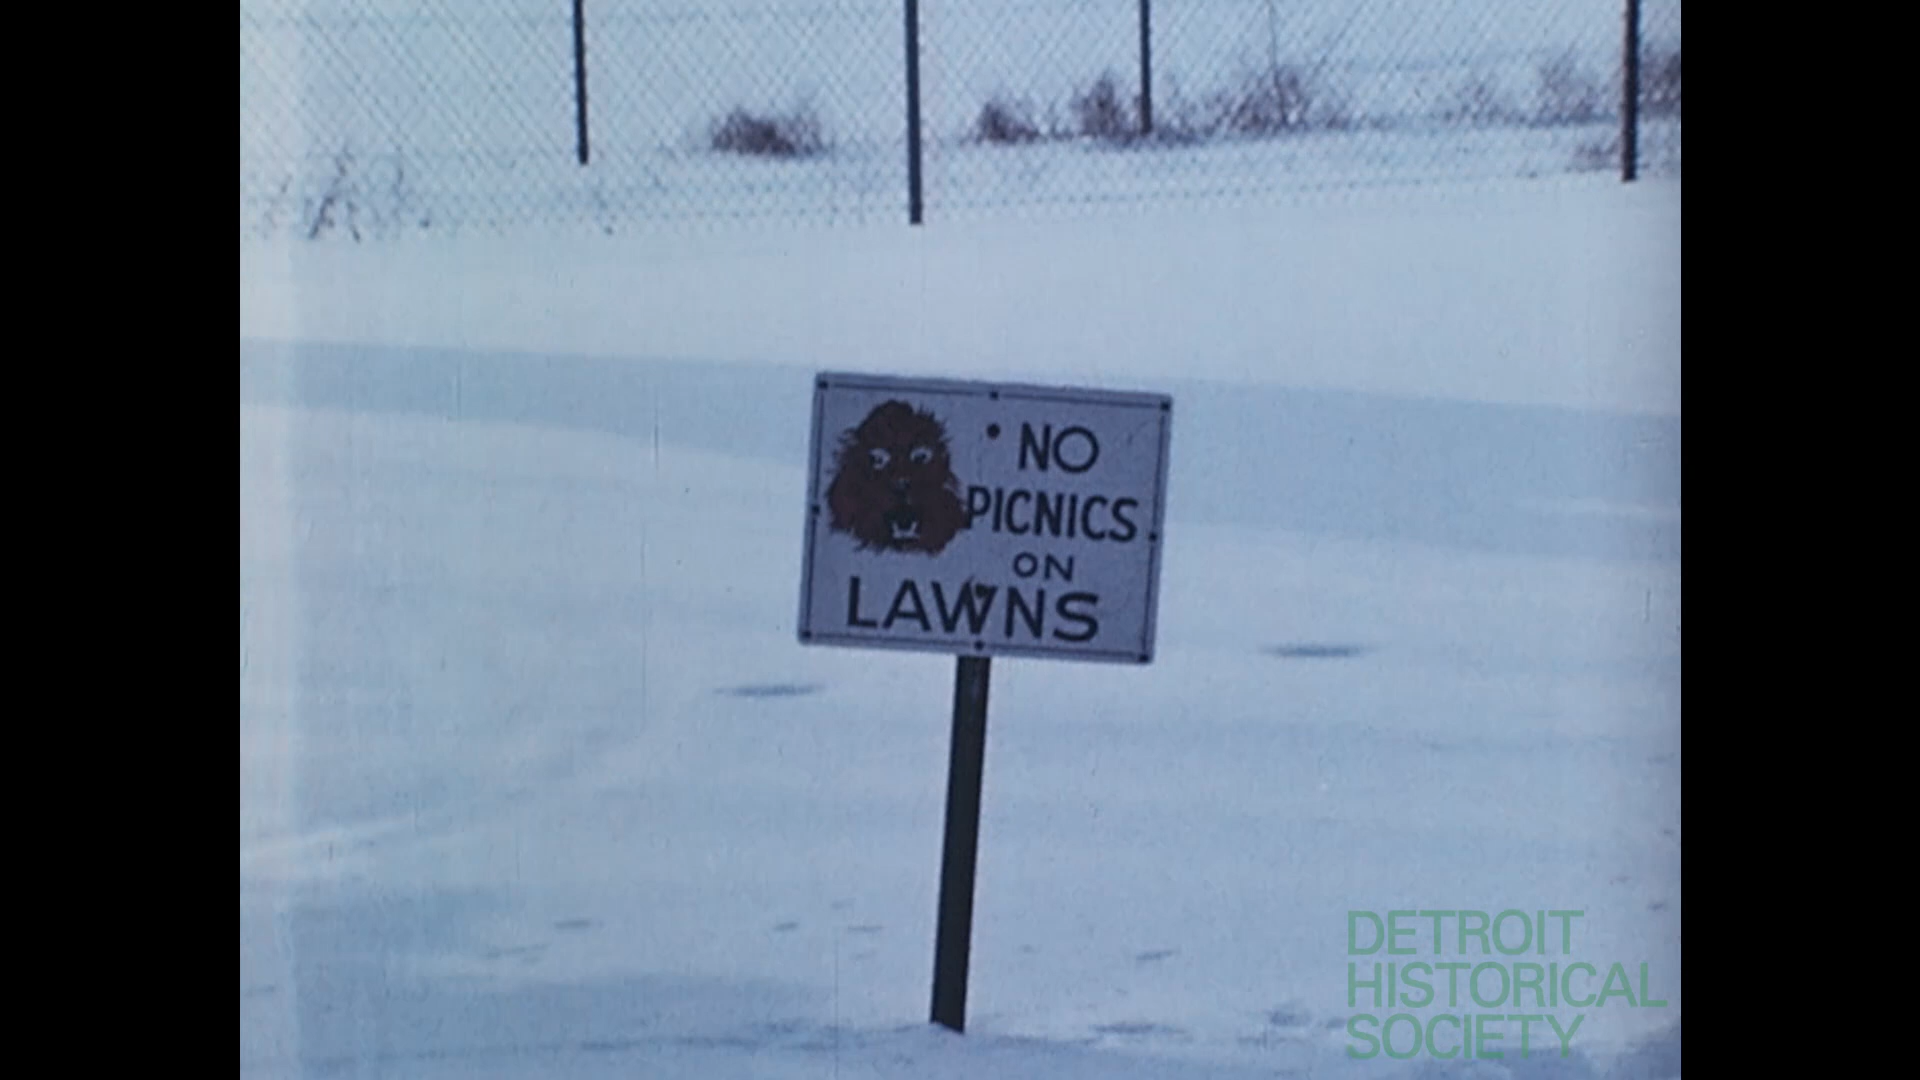 NO
PICNICS
ON
LAWNS
DETROIT
HISTORICAL
SOCIETY